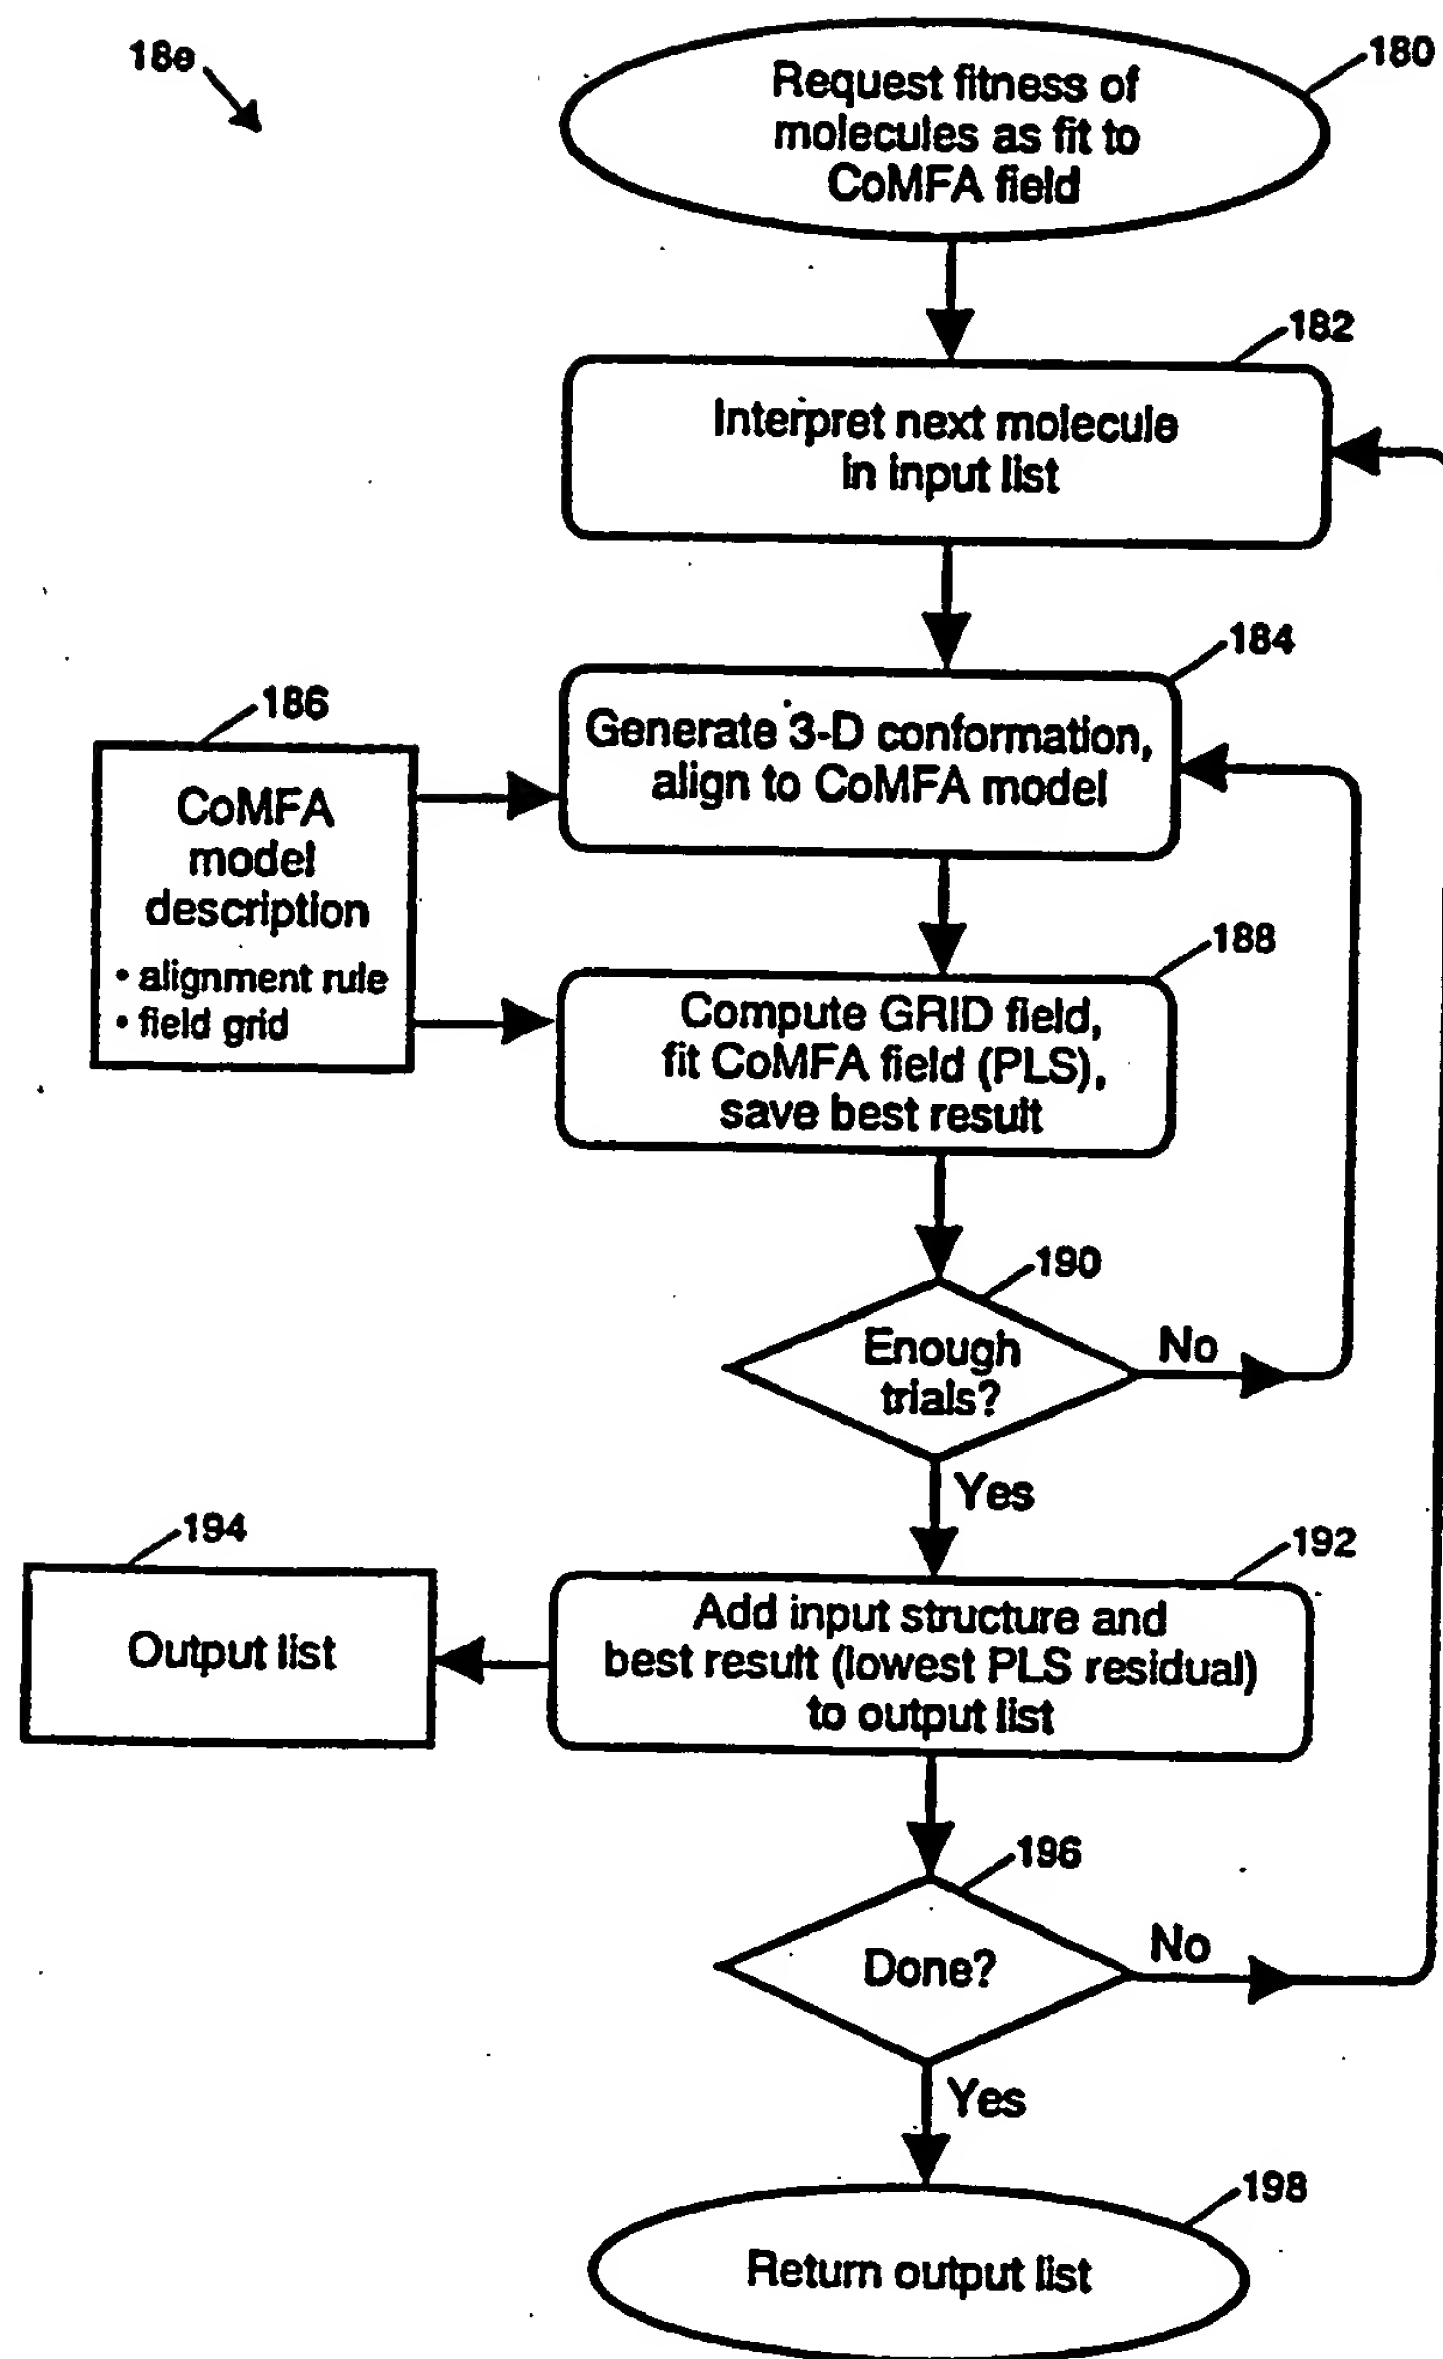 18e
180
Request fitness of
molecules as fit to
CoMFA field
182
Interpret next molecule
in input list
184
Generate 3-D conformation,
align to CoMFA model
186
CoMFA
model
description
• alignment rule
• field grid
188
Compute GRID field,
fit CoMFA field (PLS),
save best result
190
Enough
trials?
No
Yes
192
Add input structure and
best result (lowest PLS residual)
to output list
194
Output list
196
Done?
No
Yes
198
Return output list